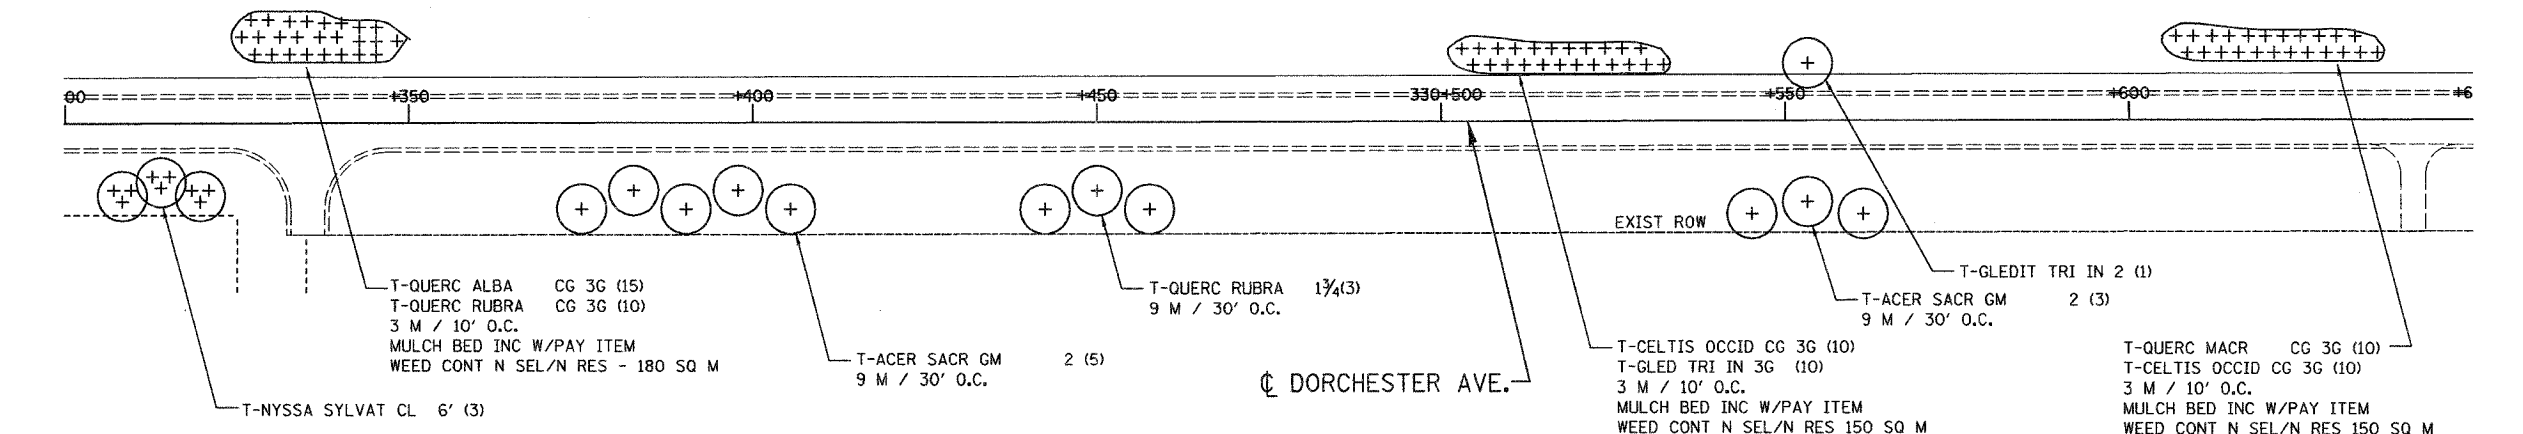 00 +350 +400 +450 330+500 +550 +600 +6
EXIST ROW
T-QUERC ALBA CG 3G (15)
T-QUERC RUBRA CG 3G (10)
3 M / 10' O.C.
MULCH BED INC W/PAY ITEM
WEED CONT N SEL/N RES - 180 SQ M
T-NYSSA SYLVAT CL 6' (3)
T-ACER SACR GM 2 (5)
9 M / 30' O.C.
T-QUERC RUBRA 1¾(3)
9 M / 30' O.C.
℄ DORCHESTER AVE.
T-GLEDIT TRI IN 2 (1)
T-ACER SACR GM 2 (3)
9 M / 30' O.C.
T-CELTIS OCCID CG 3G (10)
T-GLED TRI IN 3G (10)
3 M / 10' O.C.
MULCH BED INC W/PAY ITEM
WEED CONT N SEL/N RES 150 SQ M
T-QUERC MACR CG 3G (10)
T-CELTIS OCCID CG 3G (10)
3 M / 10' O.C.
MULCH BED INC W/PAY ITEM
WEED CONT N SEL/N RES 150 SQ M